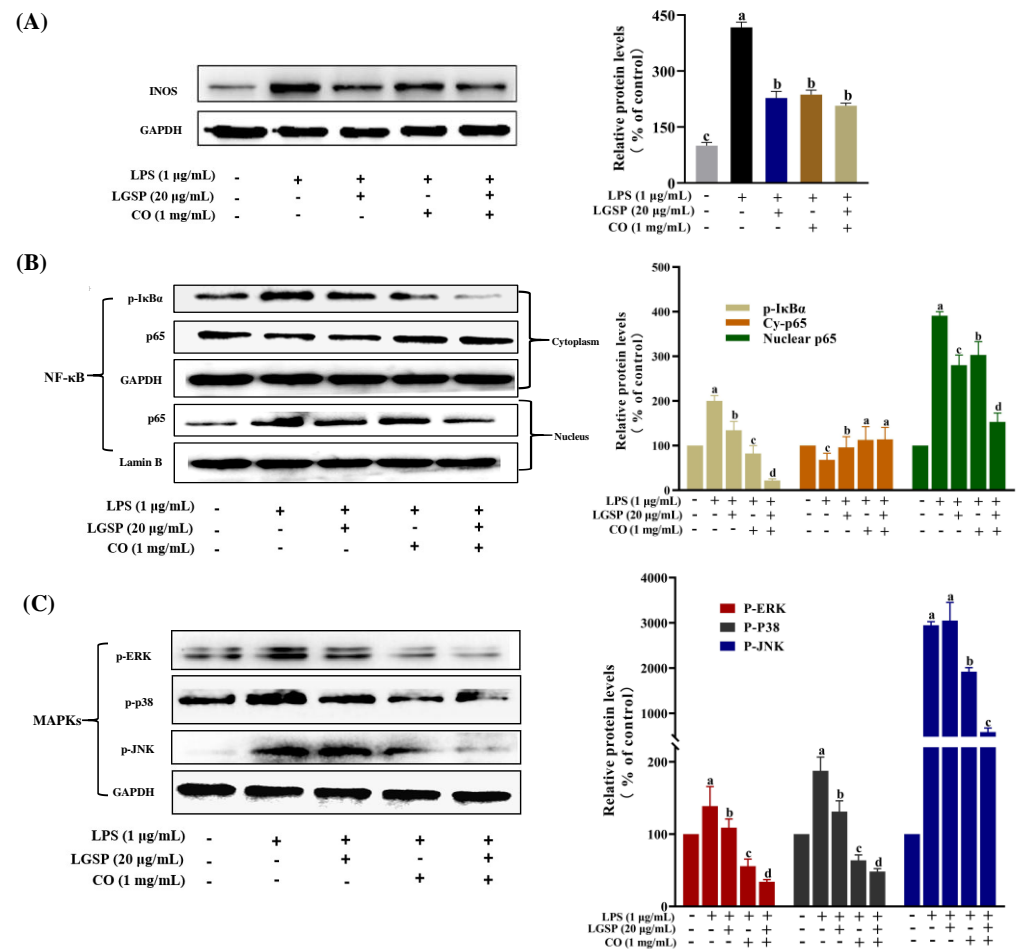 (A)
INOS
GAPDH
LPS (1 μg/mL) - + + + +
LGSP (20 μg/mL) - - + - +
CO (1 mg/mL) - - - + +
Relative protein levels
( % of control)
450
300
150
0
c a b b b
LPS (1 μg/mL) - + + + +
LGSP (20 μg/mL) - - + - +
CO (1 mg/mL) - - - + +
(B)
NF-κB
p-IκBα
p65
GAPDH
p65
Lamin B
Cytoplasm
Nucleus
LPS (1 μg/mL) - + + + +
LGSP (20 μg/mL) - - + - +
CO (1 mg/mL) - - - + +
Relative protein levels
( % of control)
500
400
300
200
100
0
p-IκBα
Cy-p65
Nuclear p65
a b c d c b a a a c b d
LPS (1 μg/mL) - + + + + - + + + + - + + + +
LGSP (20 μg/mL) - - + - + - - + - + - - + - +
CO (1 mg/mL) - - - + + - - - + + - - - + +
(C)
MAPKs
p-ERK
p-p38
p-JNK
GAPDH
LPS (1 μg/mL) - + + + +
LGSP (20 μg/mL) - - + - +
CO (1 mg/mL) - - - + +
Relative protein levels
( % of control)
4000
3000
2000
1000
200
100
0
P-ERK
P-P38
P-JNK
a b c d a b c d a a b c
LPS (1 μg/mL) - + + + + - + + + + - + + + +
LGSP (20 μg/mL) - - + - + - - + - + - - + - +
CO (1 mg/mL) - - - + + - - - + + - - - + +